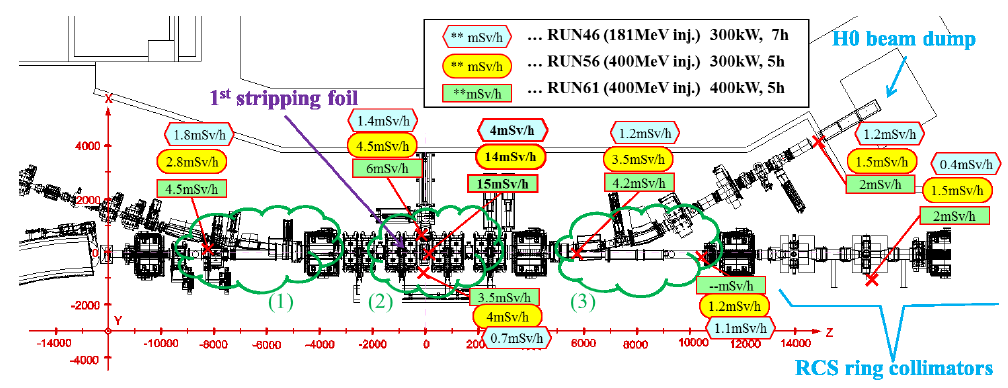 ** mSv/h … RUN46 (181MeV inj.) 300kW, 7h
** mSv/h … RUN56 (400MeV inj.) 300kW, 5h
**mSv/h … RUN61 (400MeV inj.) 400kW, 5h
H0 beam dump
1st stripping foil
X
1.8mSv/h
2.8mSv/h
4.5mSv/h
1.4mSv/h
4.5mSv/h
6mSv/h
4mSv/h
14mSv/h
15mSv/h
1.2mSv/h
3.5mSv/h
4.2mSv/h
1.2mSv/h
1.5mSv/h
2mSv/h
0.4mSv/h
1.5mSv/h
2mSv/h
4000
2000
0
-2000
-4000
(1)
(2)
(3)
3.5mSv/h
4mSv/h
0.7mSv/h
--mSv/h
1.2mSv/h
1.1mSv/h
Y
Z
-14000 -12000 -10000 -8000 -6000 -4000 -2000 0 2000 4000 6000 8000 10000 12000 14000
RCS ring collimators